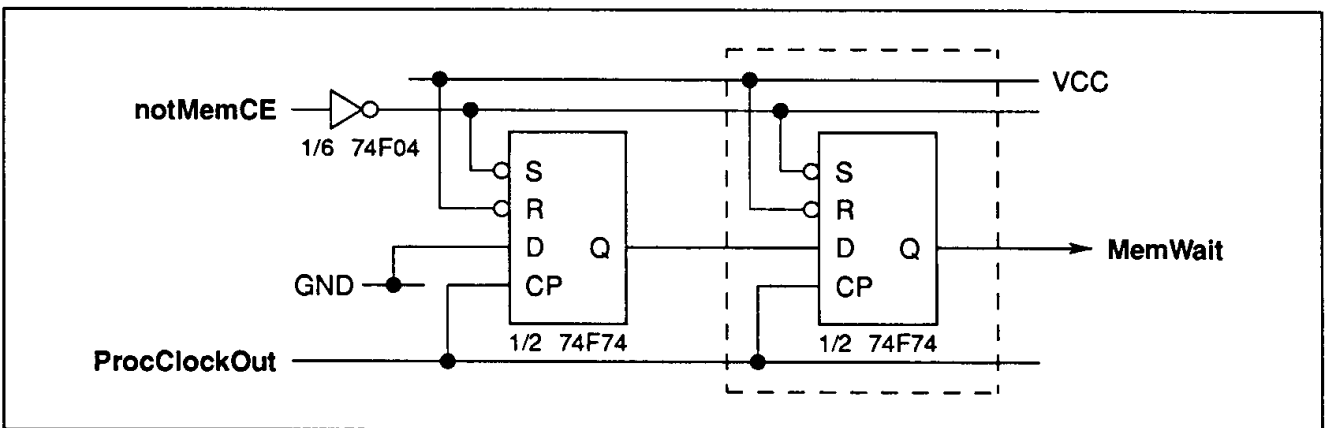 VCC
notMemCE
1/6 74F04
S
R
D Q
CP
S
R
D Q
CP
MemWait
GND
1/2 74F74
1/2 74F74
ProcClockOut